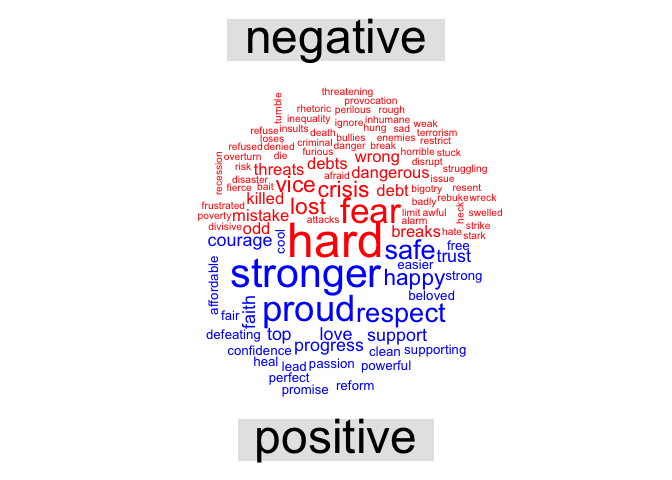 negative
threatening
tumble
provocation
rhetoric perilous rough
inequality ignore inhumane
refuse insults death hung sad weak
loses bullies enemies terrorism
refused denied criminal danger break restrict
overturn die furious horrible stuck
recession risk threats debts wrong disrupt
disaster afraid dangerous struggling
fierce bait vice crisis debt bigotry issue resent
frustrated killed lost fear badly rebuke wreck
poverty mistake attacks limit awful heck swelled
divisive odd hard alarm strike
breaks hate stark
courage cool safe free
trust
stronger easier
affordable happy strong
beloved
fair faith proud respect
defeating top love support
confidence progress clean supporting
heal lead passion powerful
perfect
promise reform
positive